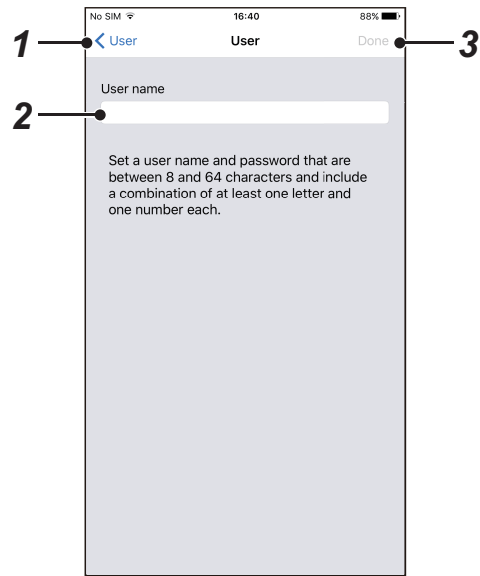 No SIM 16:40 88%
1 User User Done 3
User name
2
Set a user name and password that are
between 8 and 64 characters and include
a combination of at least one letter and
one number each.